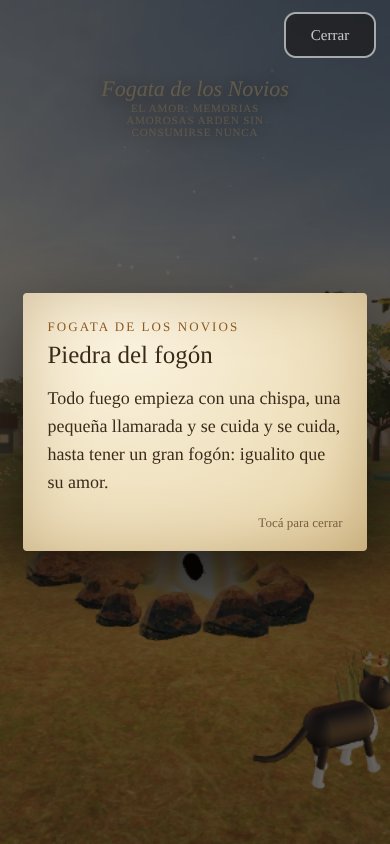 Cerrar
Fogata de los Novios
EL AMOR: MEMORIAS
AMOROSAS ARDEN SIN
CONSUMIRSE NUNCA
FOGATA DE LOS NOVIOS
Piedra del fogón
Todo fuego empieza con una chispa, una
pequeña llamarada y se cuida y se cuida,
hasta tener un gran fogón: igualito que
su amor.
Tocá para cerrar